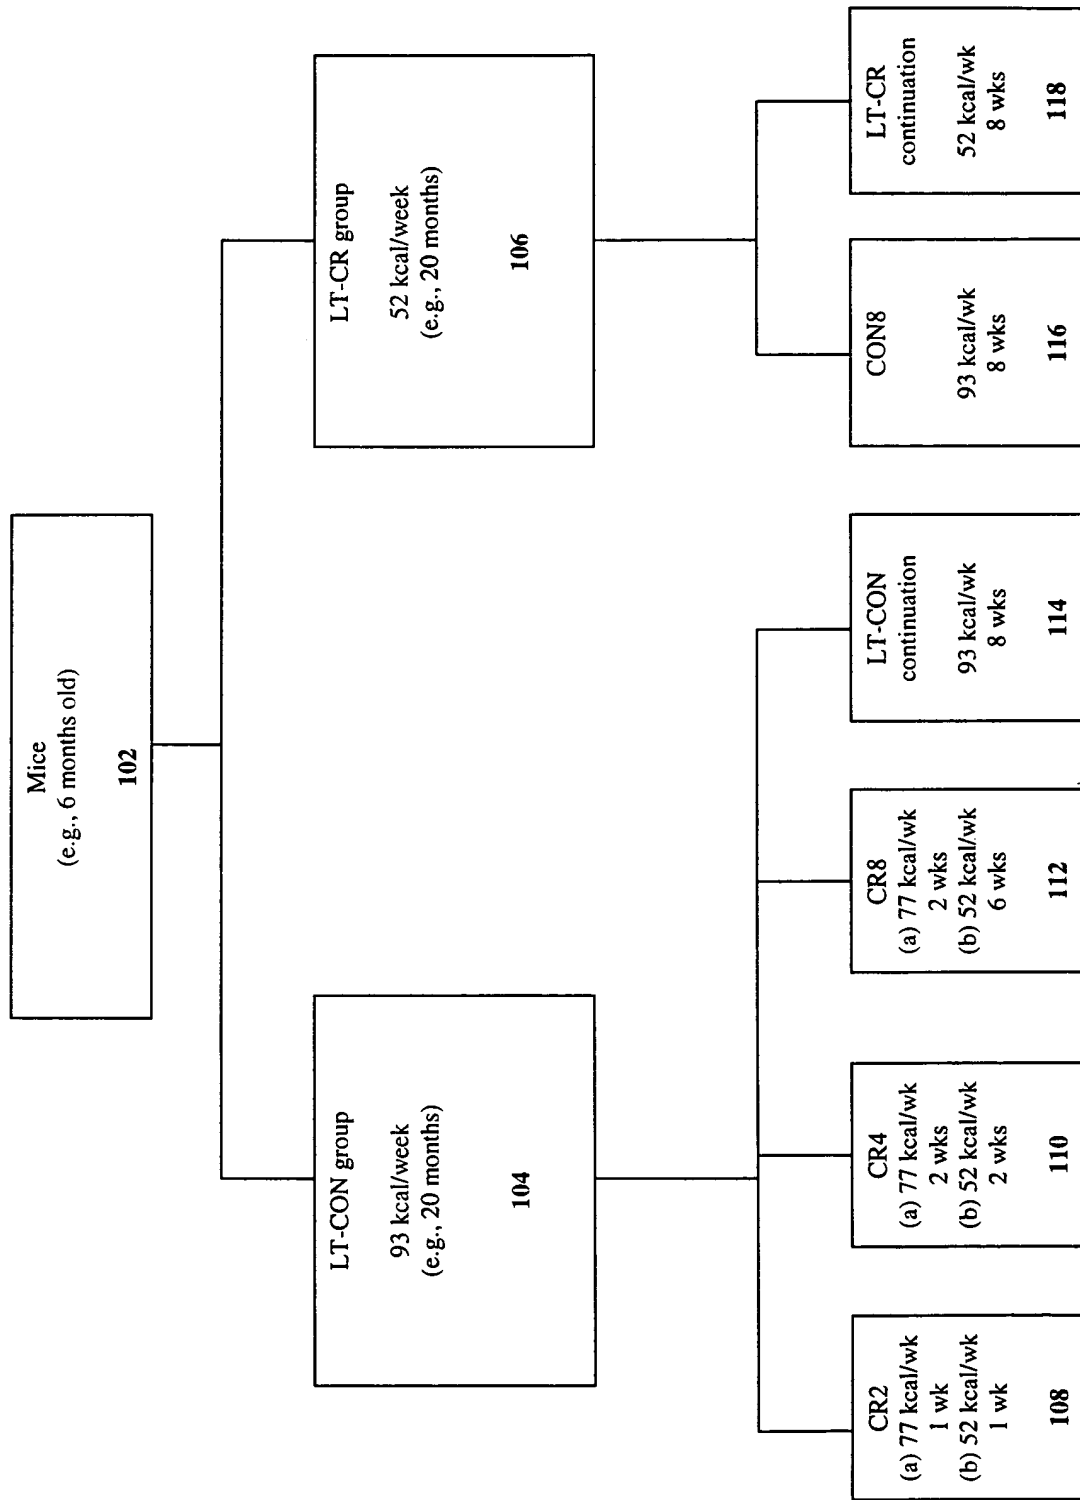 Mice
(e.g., 6 months old)
102
LT-CON group
93 kcal/week
(e.g., 20 months)
104
LT-CR group
52 kcal/week
(e.g., 20 months)
106
CR2
(a) 77 kcal/wk
1 wk
(b) 52 kcal/wk
1 wk
108
CR4
(a) 77 kcal/wk
2 wks
(b) 52 kcal/wk
2 wks
110
CR8
(a) 77 kcal/wk
2 wks
(b) 52 kcal/wk
6 wks
112
LT-CON
continuation
93 kcal/wk
8 wks
114
CON8
93 kcal/wk
8 wks
116
LT-CR
continuation
52 kcal/wk
8 wks
118